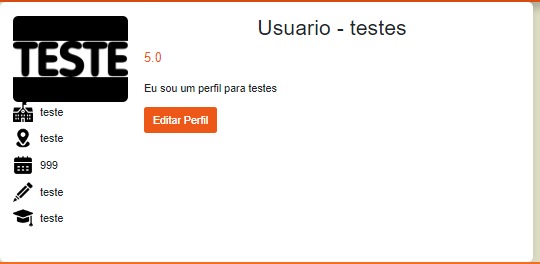 TESTE
Usuario - testes
5.0
Eu sou um perfil para testes
Editar Perfil
teste
teste
999
teste
teste